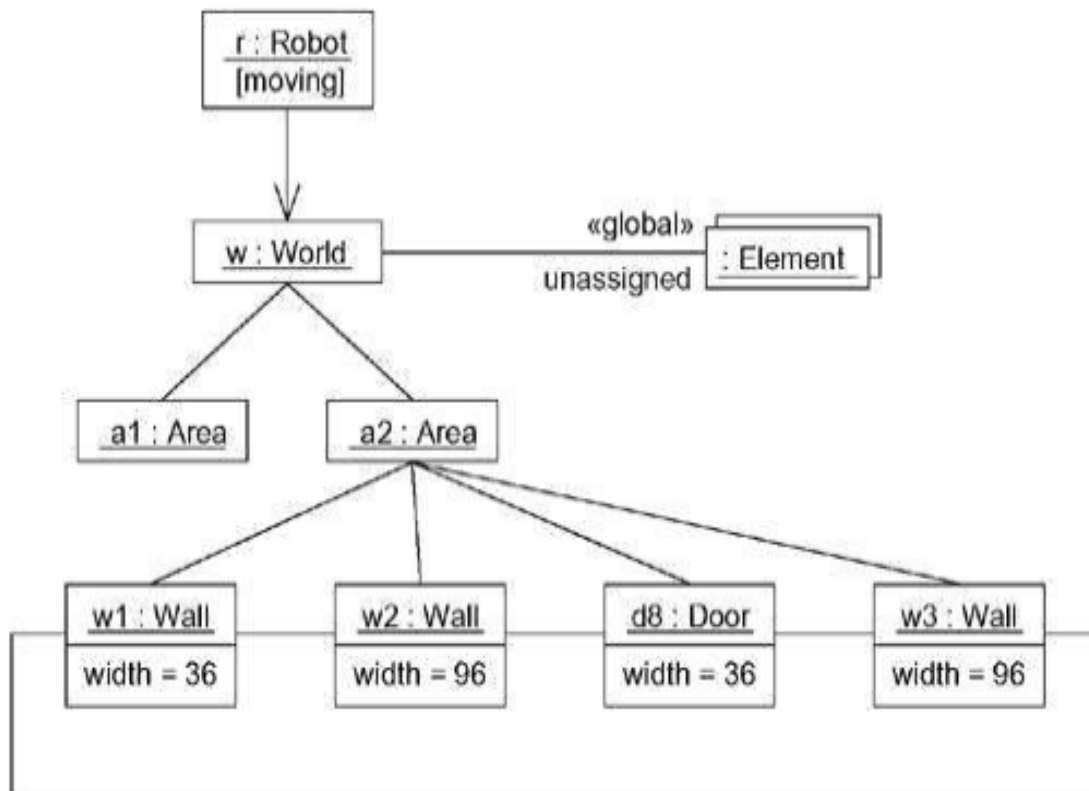 r : Robot
[moving]
«global»
w : World
: Element
unassigned
a1 : Area
a2 : Area
w1 : Wall
w2 : Wall
d8 : Door
w3 : Wall
width = 36
width = 96
width = 36
width = 96